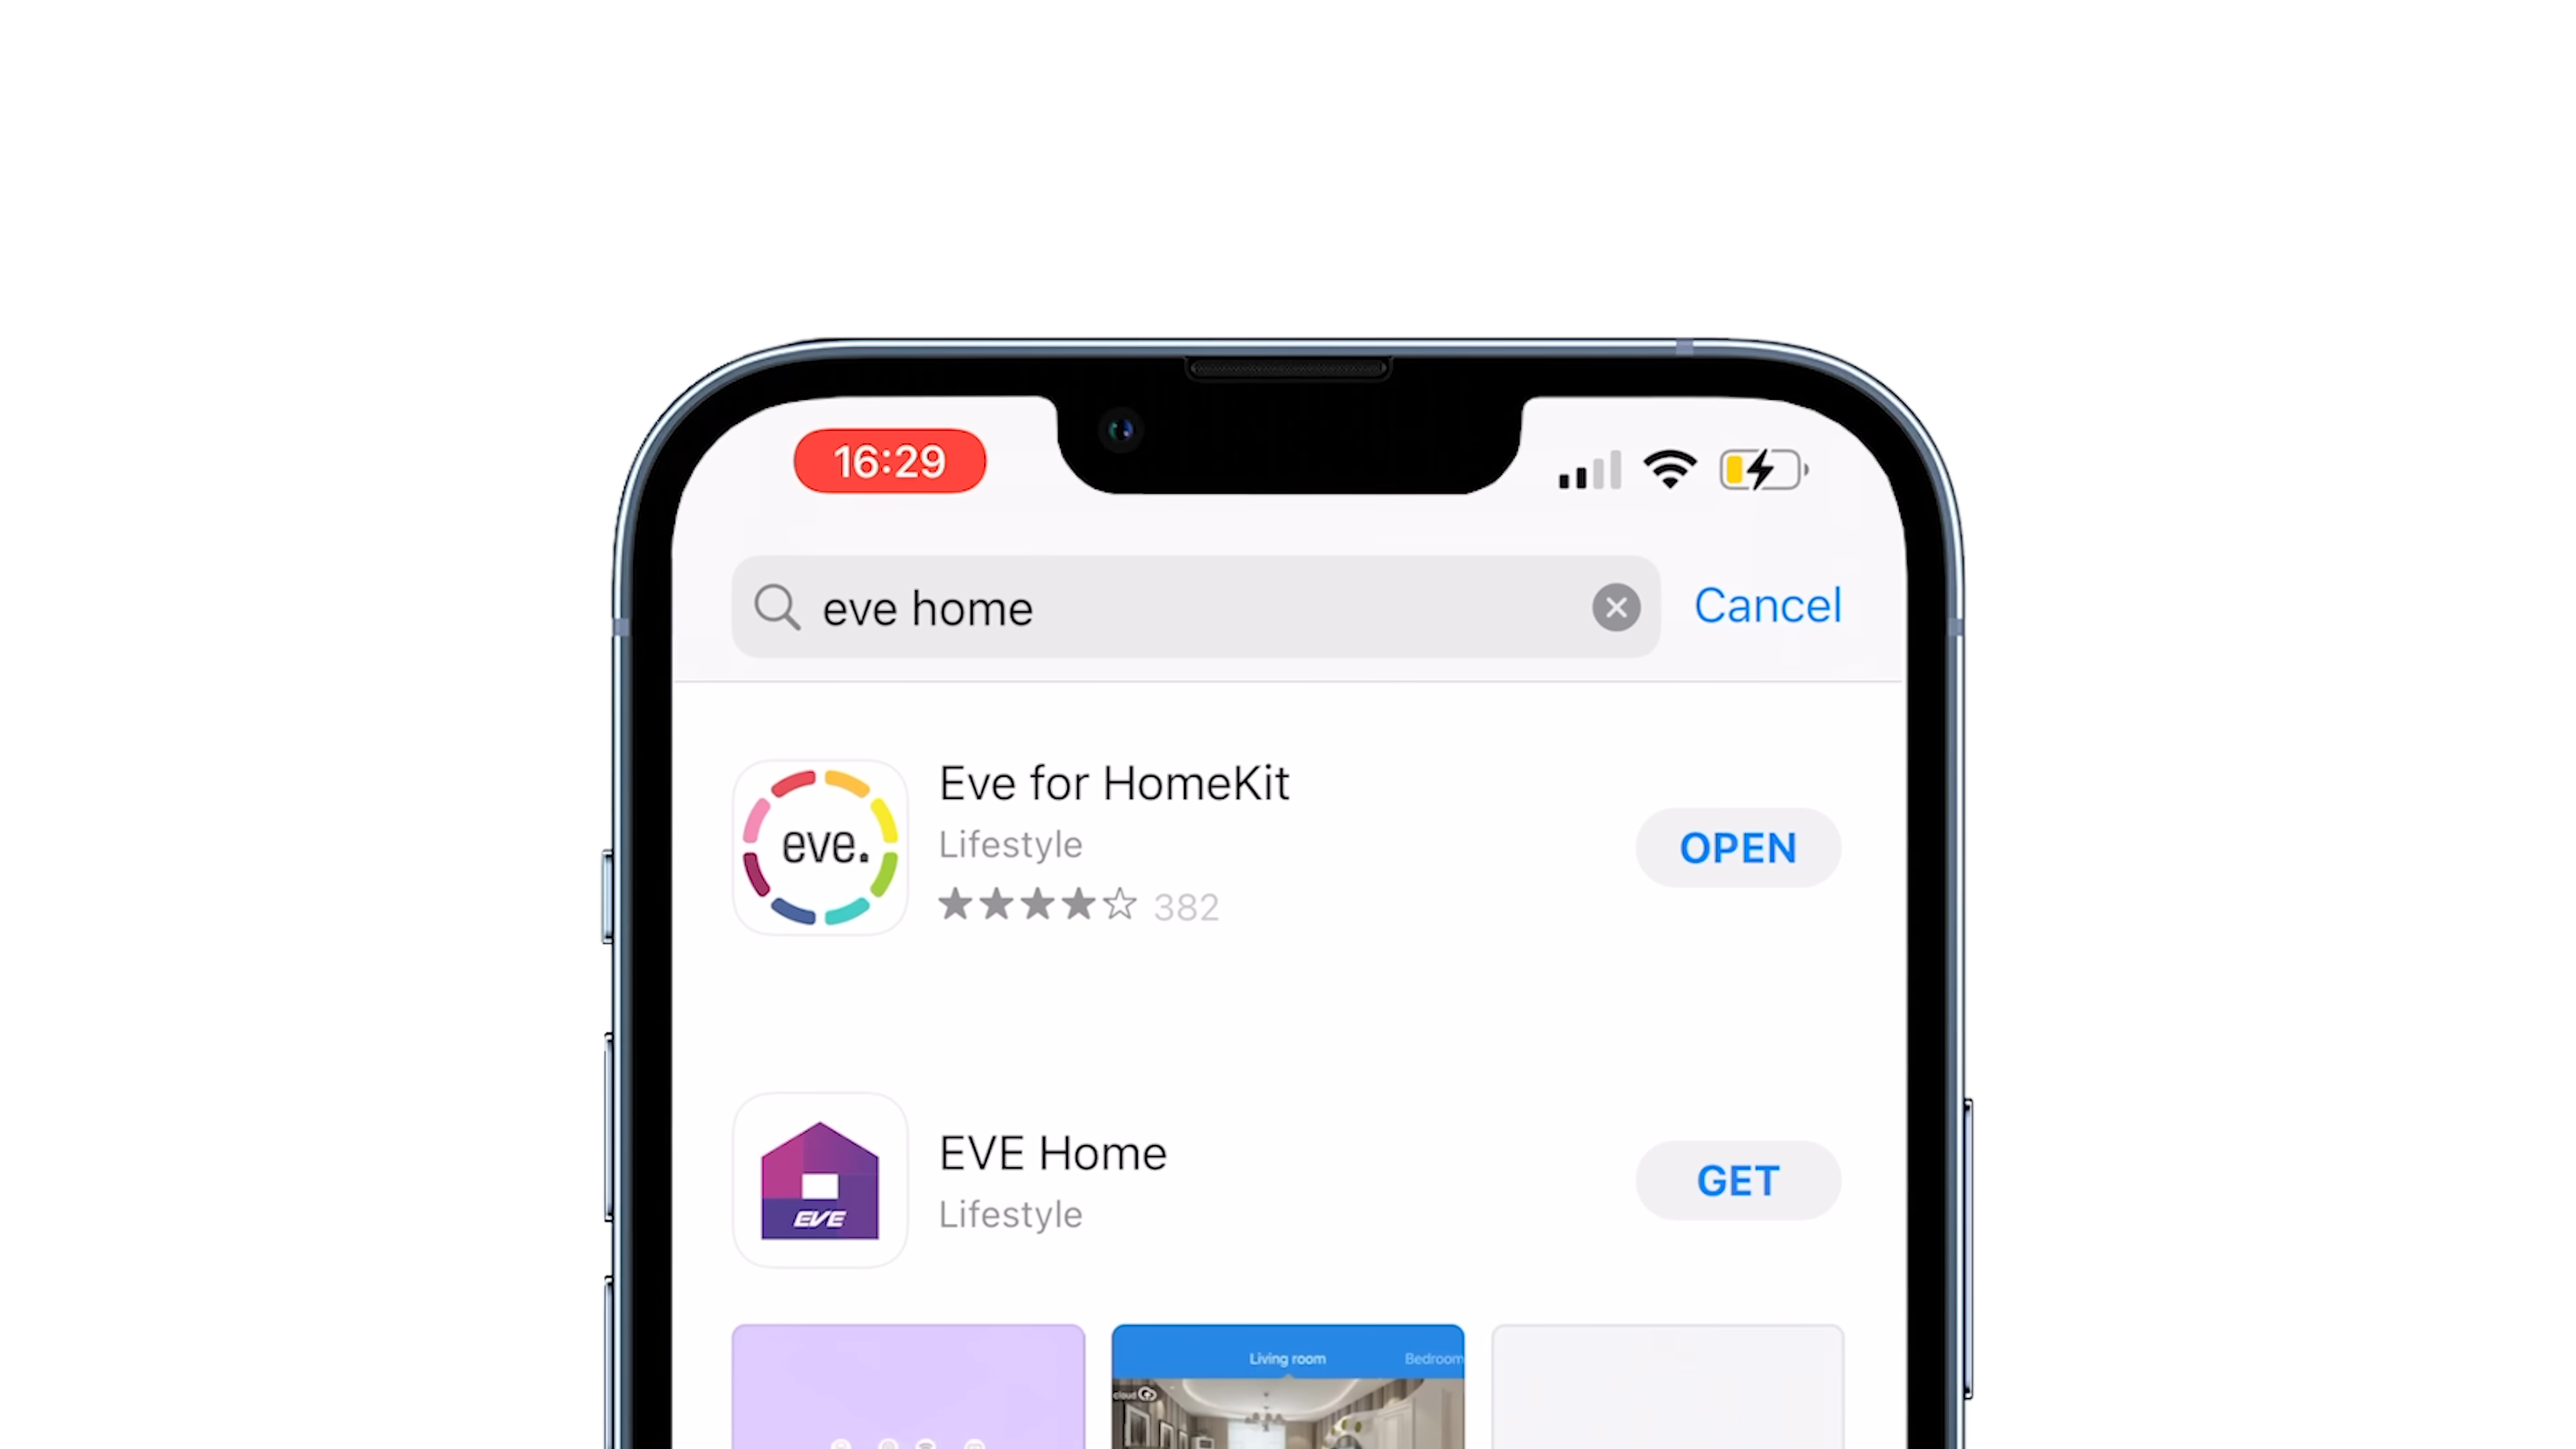 16:29
eve home
Cancel
eve.
Eve for HomeKit
Lifestyle
382
OPEN
EVE
EVE Home
Lifestyle
GET
Living room
Bedroom
cloud